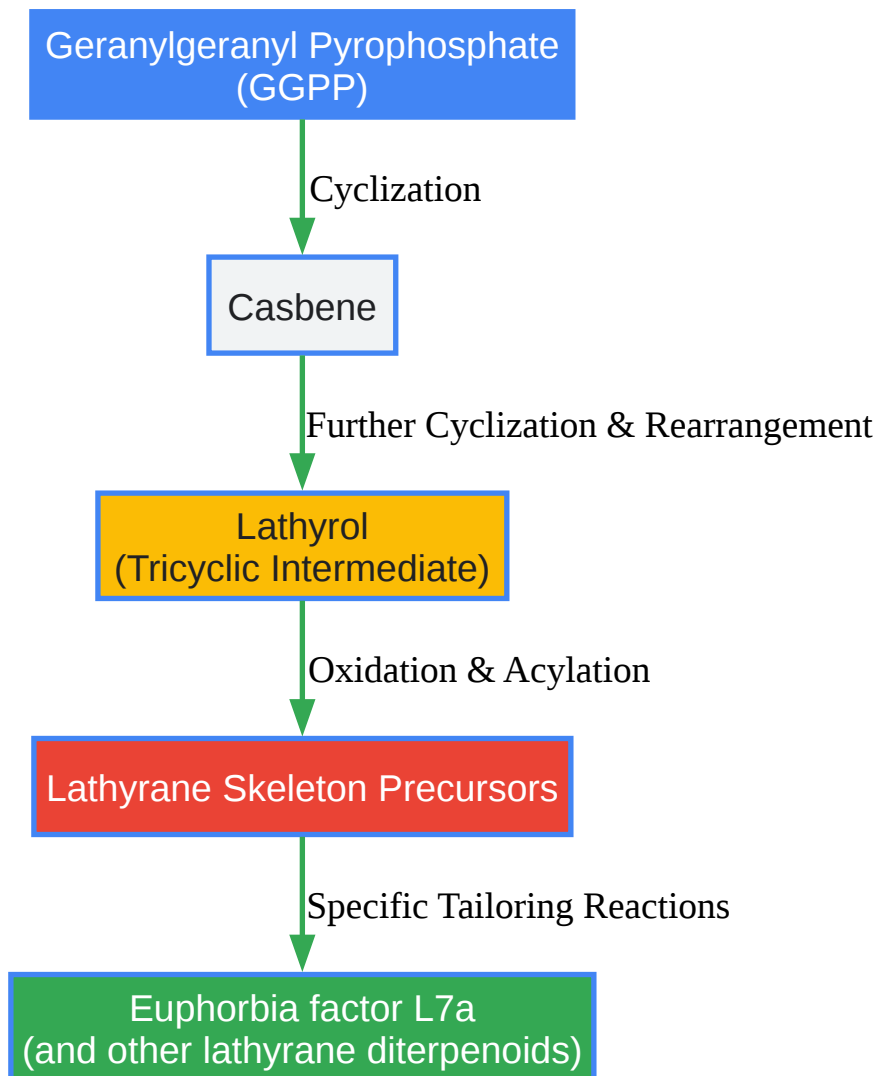 Geranylgeranyl Pyrophosphate
(GGPP)
Cyclization
Casbene
Further Cyclization & Rearrangement
Lathyrol
(Tricyclic Intermediate)
Oxidation & Acylation
Lathyrane Skeleton Precursors
Specific Tailoring Reactions
Euphorbia factor L7a
(and other lathyrane diterpenoids)